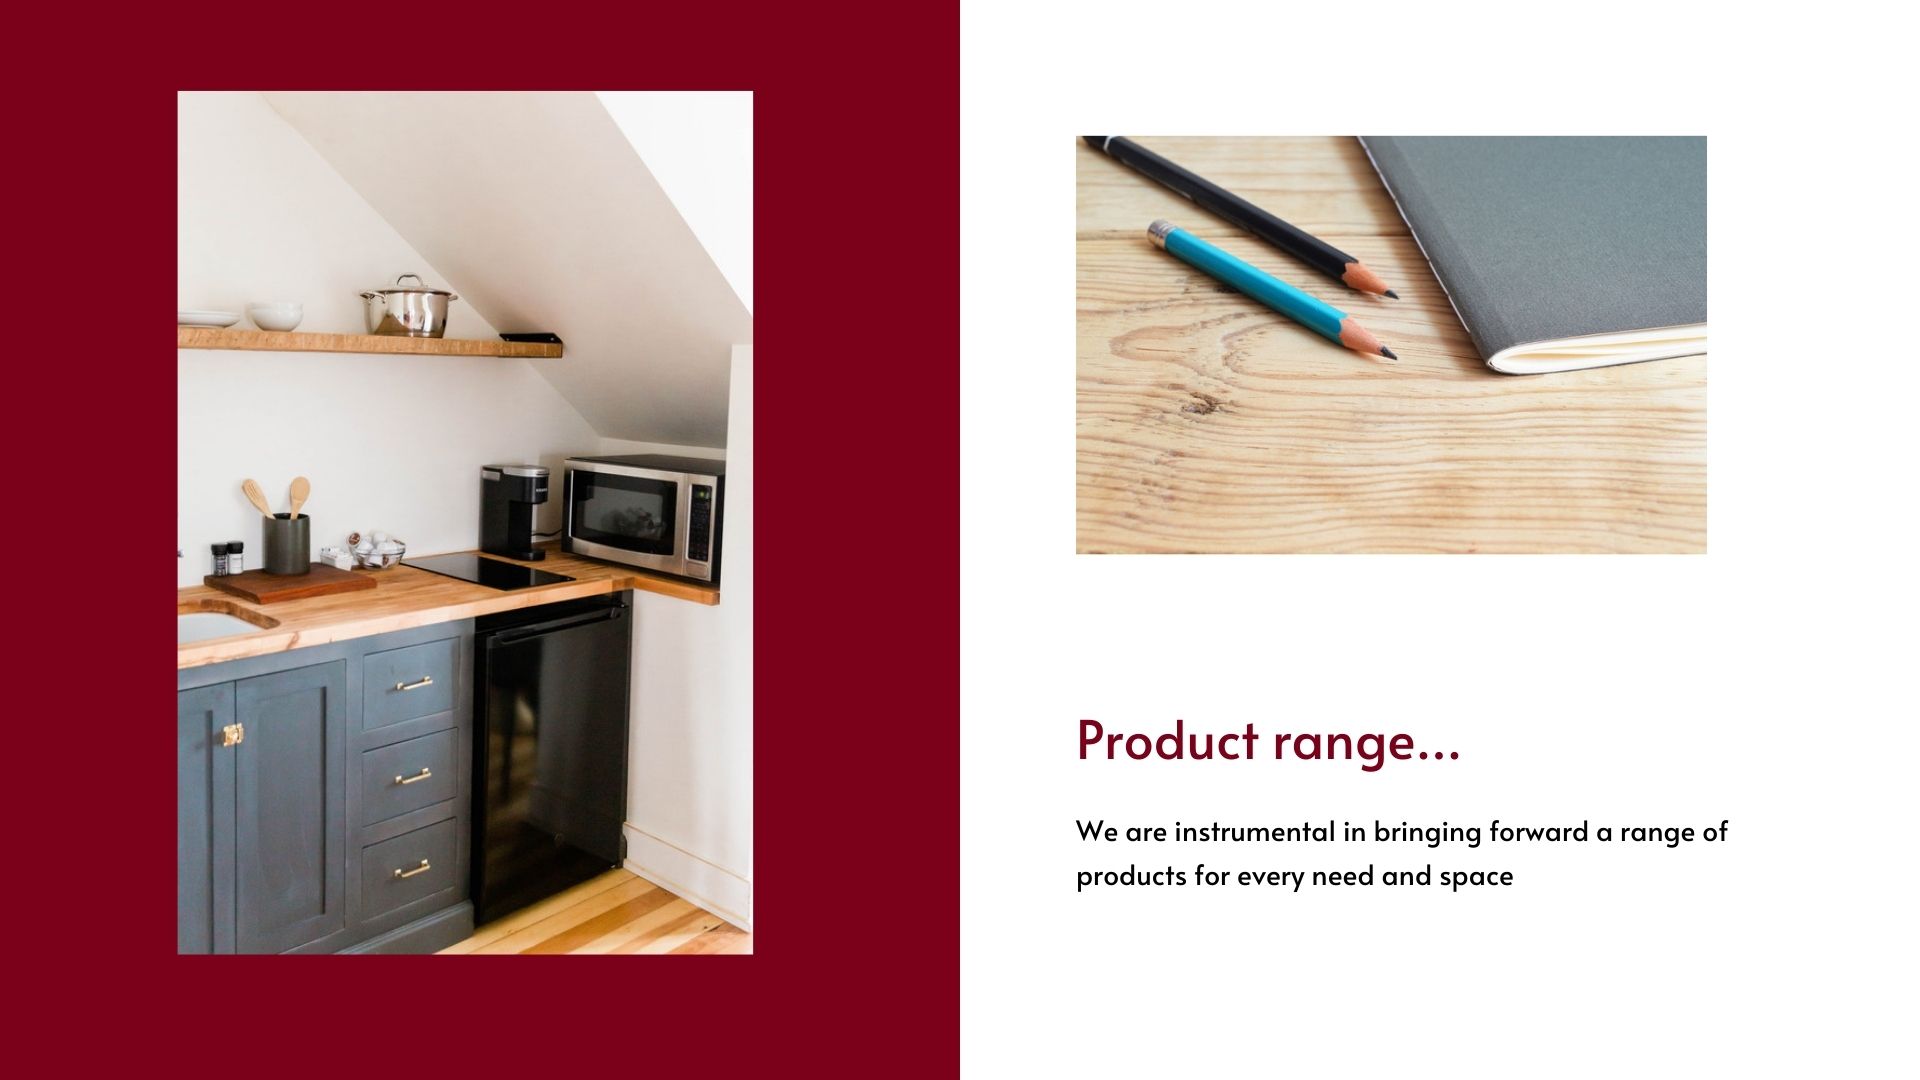 Product range...
We are instrumental in bringing forward a range of
products for every need and space